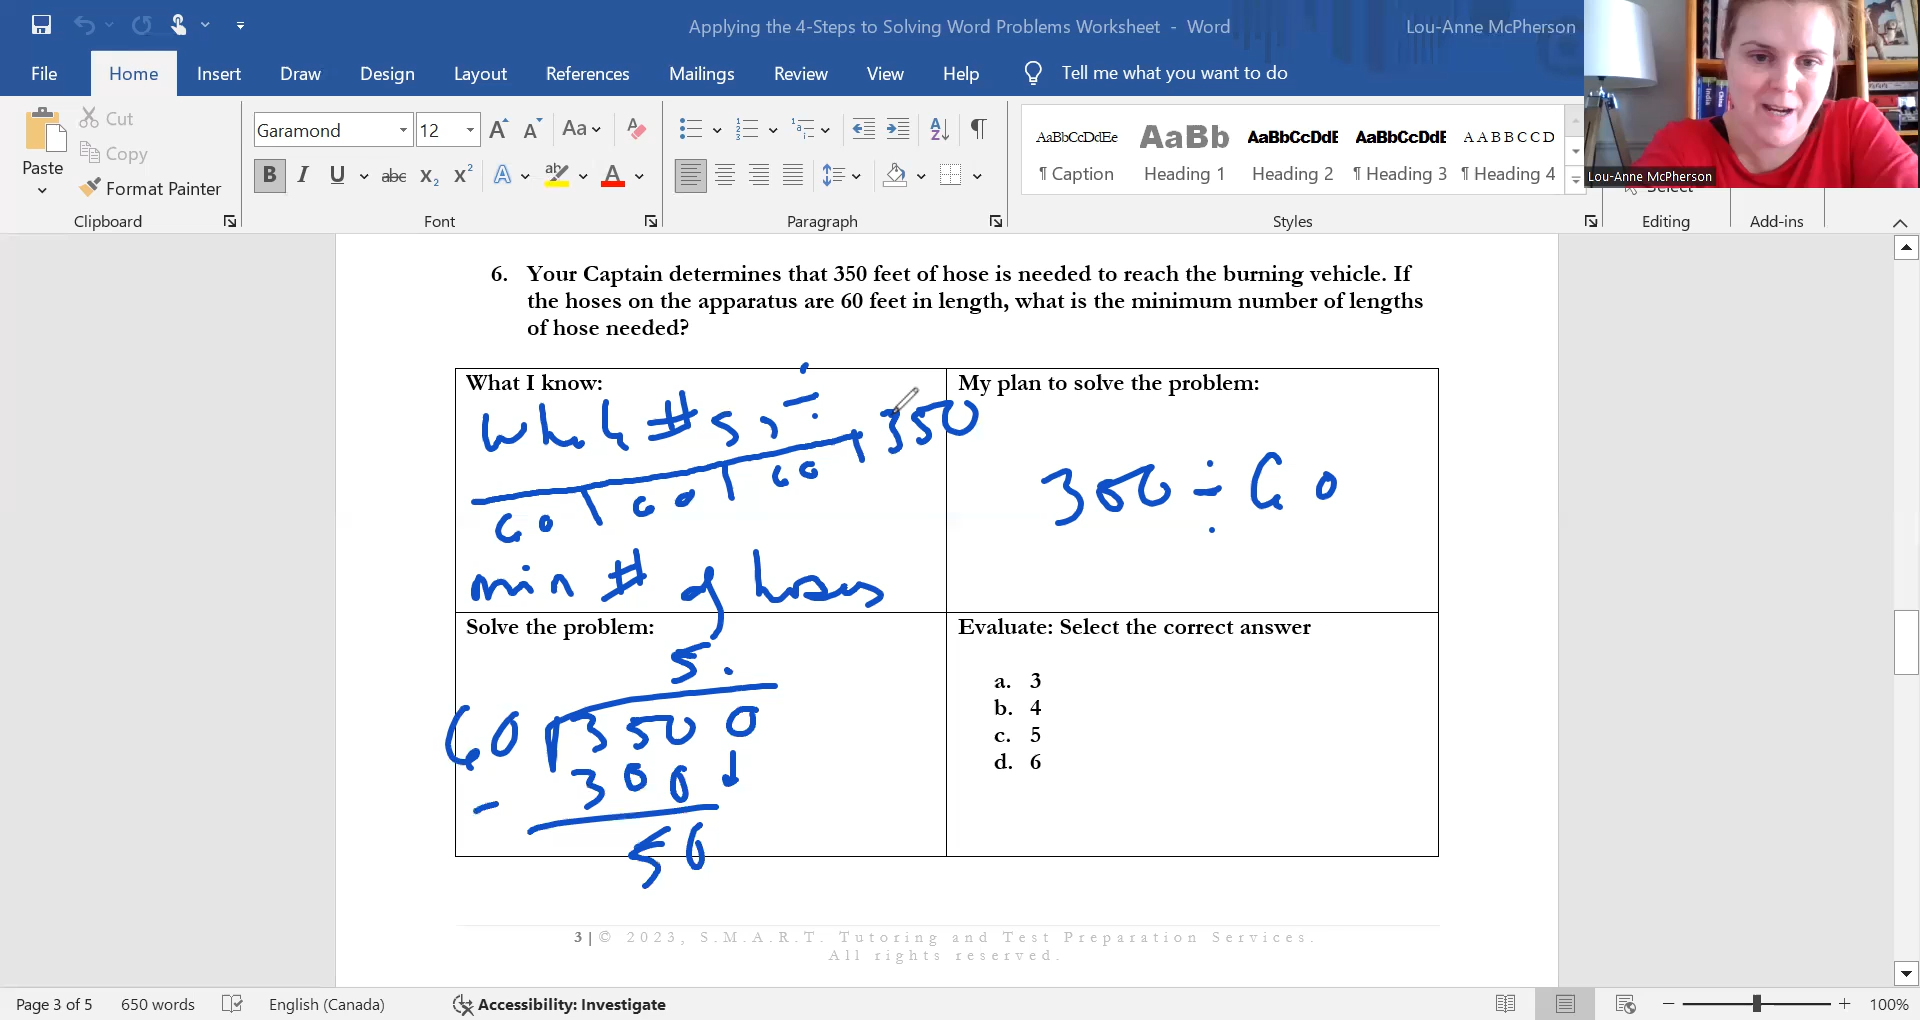 Applying the 4-Steps to Solving Word Problems Worksheet - Word
Lou-Anne McPherson
File Home Insert Draw Design Layout References Mailings Review View Help Tell me what you want to do
Paste
Cut
Copy
Format Painter
Clipboard
Garamond 12
Font
Paragraph
AaBbCcDdEe AaBb AaBbCcDdE AaBbCcDdE AABBCCD
¶ Caption Heading 1 Heading 2 ¶ Heading 3 ¶ Heading 4
Styles
Select
Editing
Add-ins
Lou-Anne McPherson
6. Your Captain determines that 350 feet of hose is needed to reach the burning vehicle. If
the hoses on the apparatus are 60 feet in length, what is the minimum number of lengths
of hose needed?
What I know:
whole #s, ÷
350
60 60 60
min # of hoses
My plan to solve the problem:
350 ÷ 60
Solve the problem:
5.
60 350 0
- 300
50
Evaluate: Select the correct answer
a. 3
b. 4
c. 5
d. 6
3 | © 2023, S.M.A.R.T. Tutoring and Test Preparation Services.
All rights reserved.
Page 3 of 5 650 words English (Canada) Accessibility: Investigate 100%